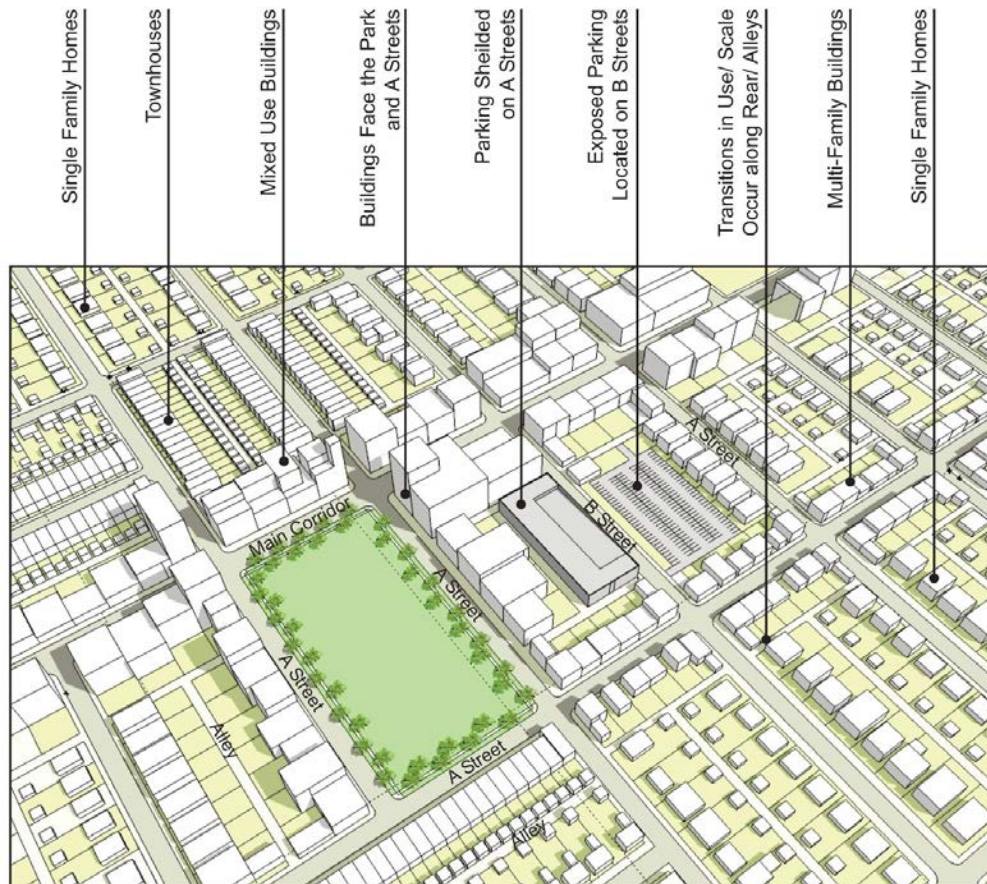 Single Family Homes
Townhouses
Mixed Use Buildings
Buildings Face the Park
and A Streets
Parking Sheilded
on A Streets
Exposed Parking
Located on B Streets
Transitions in Use/ Scale
Occur along Rear/ Alleys
Multi-Family Buildings
Single Family Homes
A Street
Main Corridor
B Street
A Street
A Street
Alley
A Street
Alley